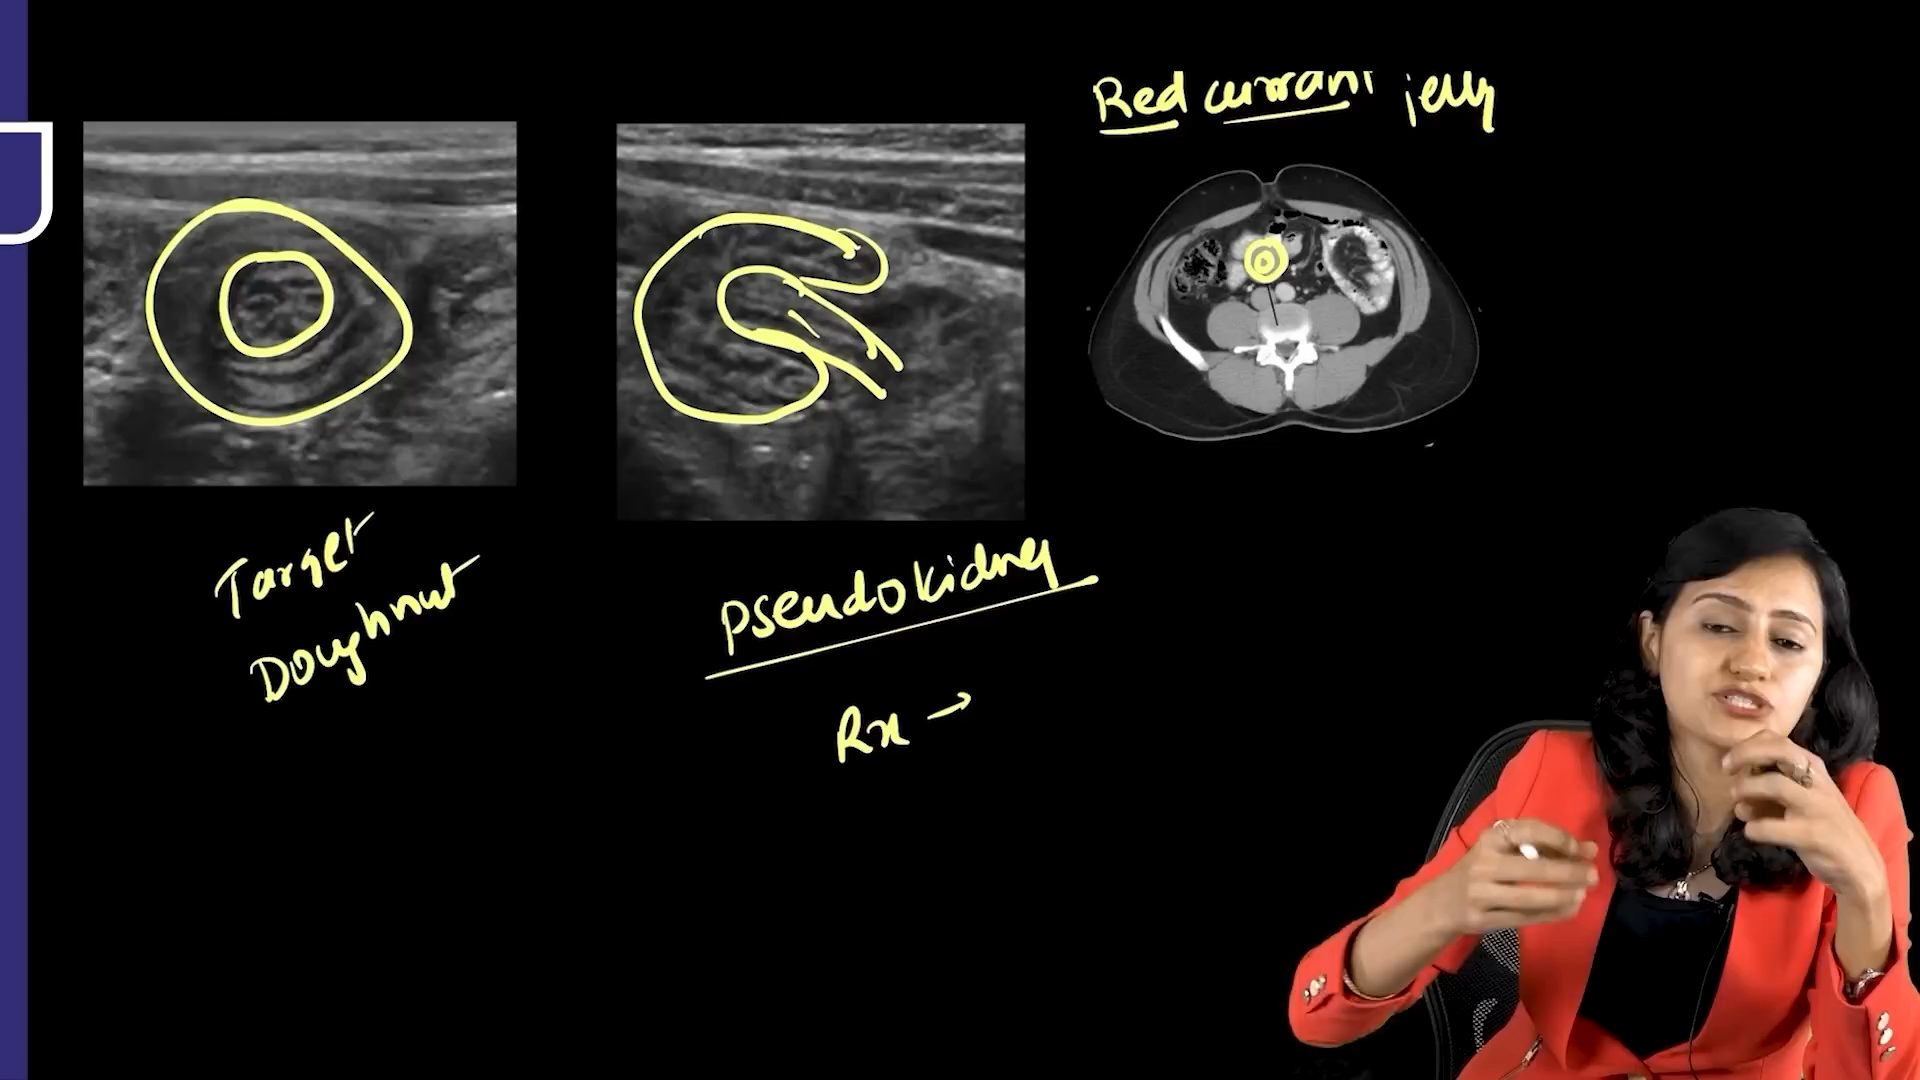 Red currant jelly
Target
Doughnut
Pseudokidney
Rx →